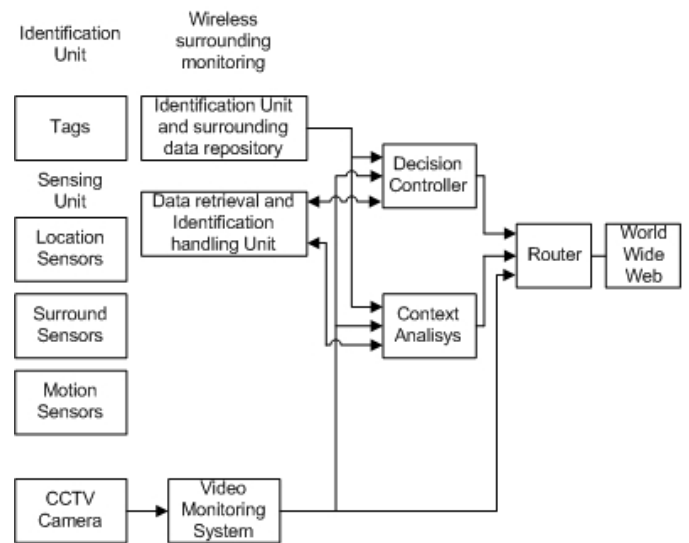 Identification
Unit
Wireless
surrounding
monitoring
Tags
Identification Unit
and surrounding
data repository
Decision
Controller
Sensing
Unit
Data retrieval and
Identification
handling Unit
Location
Sensors
Router
World
Wide
Web
Surround
Sensors
Context
Analisys
Motion
Sensors
CCTV
Camera
Video
Monitoring
System